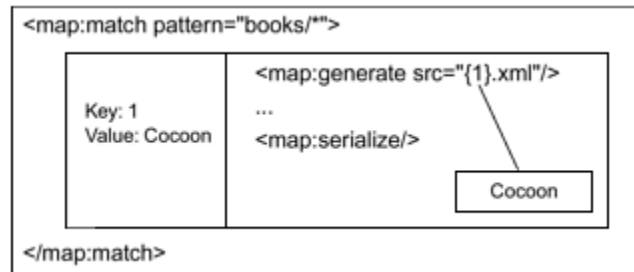 <map:match pattern="books/*">
<map:generate src="{1}.xml"/>
Key: 1
Value: Cocoon
...
<map:serialize/>
Cocoon
</map:match>